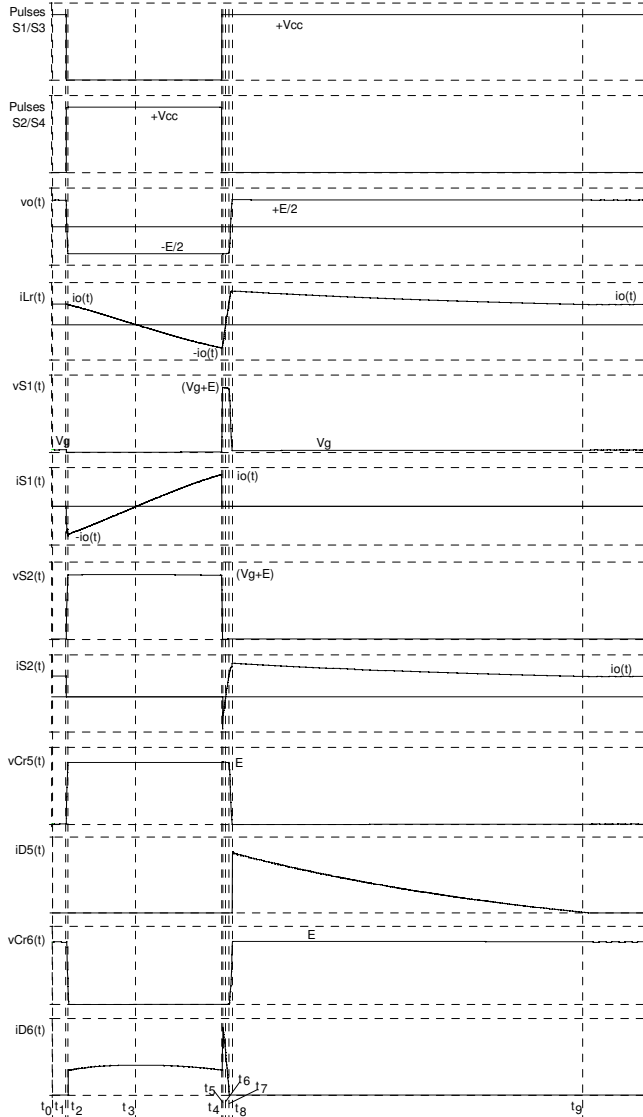 Pulses
S1/S3
+Vcc
Pulses
S2/S4
+Vcc
vo(t)
+E/2
-E/2
iLr(t)
io(t)
io(t)
-io(t)
vS1(t)
(Vg+E)
Vg
Vg
iS1(t)
io(t)
-io(t)
vS2(t)
(Vg+E)
iS2(t)
io(t)
vCr5(t)
E
iD5(t)
vCr6(t)
E
iD6(t)
t5 t6 t7
t0 t1 t2 t3 t4 t8 t9